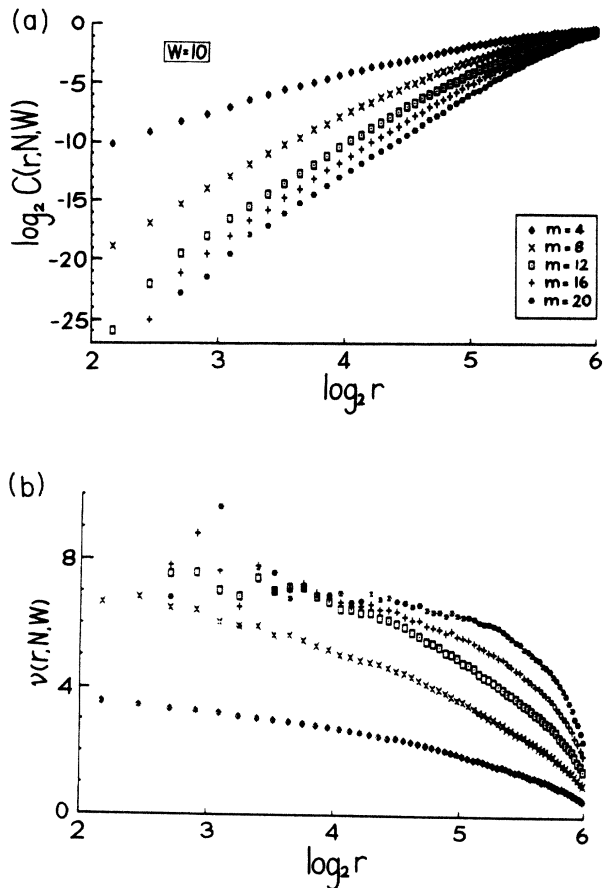 (a)
0
-5
-10
-15
-20
-25
W=10
log₂ C(r,N,W)
m = 4
m = 8
m = 12
m = 16
m = 20
2 3 4 5 6
log₂ r
(b)
8
4
0
ν(r,N,W)
2 3 4 5 6
log₂ r